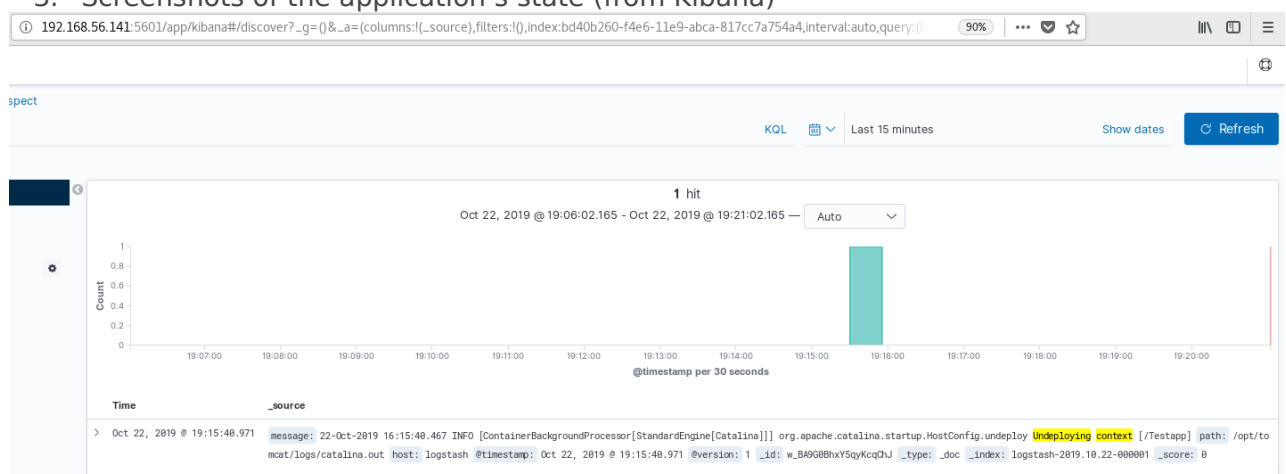 3. Screenshots of the application's state (from Kibana)
192.168.56.141:5601/app/kibana#/discover?_g=()&_a=(columns:!(_source),filters:!(),index:bd40b260-f4e6-11e9-abca-817cc7a754a4,interval:auto,query:(l
90%
spect
KQL
Last 15 minutes
Show dates
Refresh
1 hit
Oct 22, 2019 @ 19:06:02.165 - Oct 22, 2019 @ 19:21:02.165 —
Auto
Count
1
0.8
0.6
0.4
0.2
0
19:07:00 19:08:00 19:09:00 19:10:00 19:11:00 19:12:00 19:13:00 19:14:00 19:15:00 19:16:00 19:17:00 19:18:00 19:19:00 19:20:00
@timestamp per 30 seconds
Time _source
Oct 22, 2019 @ 19:15:40.971 message: 22-Oct-2019 16:15:40.467 INFO [ContainerBackgroundProcessor[StandardEngine[Catalina]]] org.apache.catalina.startup.HostConfig.undeploy Undeploying context [/Testapp] path: /opt/to
mcat/logs/catalina.out host: logstash @timestamp: Oct 22, 2019 @ 19:15:40.971 @version: 1 _id: w_BA9G0BhxY5qyKcqChJ _type: _doc _index: logstash-2019.10.22-000001 _score: 0